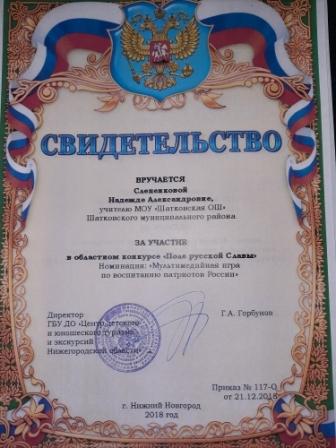 СВИДЕТЕЛЬСТВО
ВРУЧАЕТСЯ
Слепенковой
Надежде Александровне,
учителю МОУ «Шатковская ОШ»
Шатковского муниципального района
ЗА УЧАСТИЕ
в областном конкурсе «Поле русской Славы»
Номинация: «Мультимедийная игра
по воспитанию патриотов России»
Директор
ГБУ ДО «Центр детского
и юношеского туризма
и экскурсий
Нижегородской области»
Г.А. Горбунов
Приказ № 117-О
от 21.12.2018
г. Нижний Новгород
2018 год